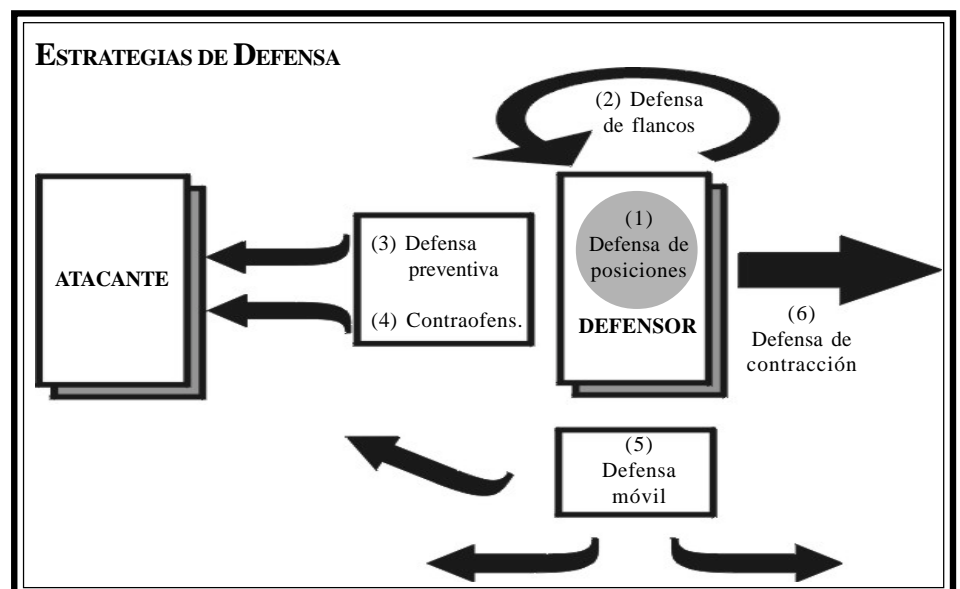 ESTRATEGIAS DE DEFENSA
(2) Defensa
de flancos
ATACANTE
(3) Defensa
preventiva
(4) Contraofens.
(1)
Defensa de
posiciones
DEFENSOR
(6)
Defensa de
contracción
(5)
Defensa
móvil